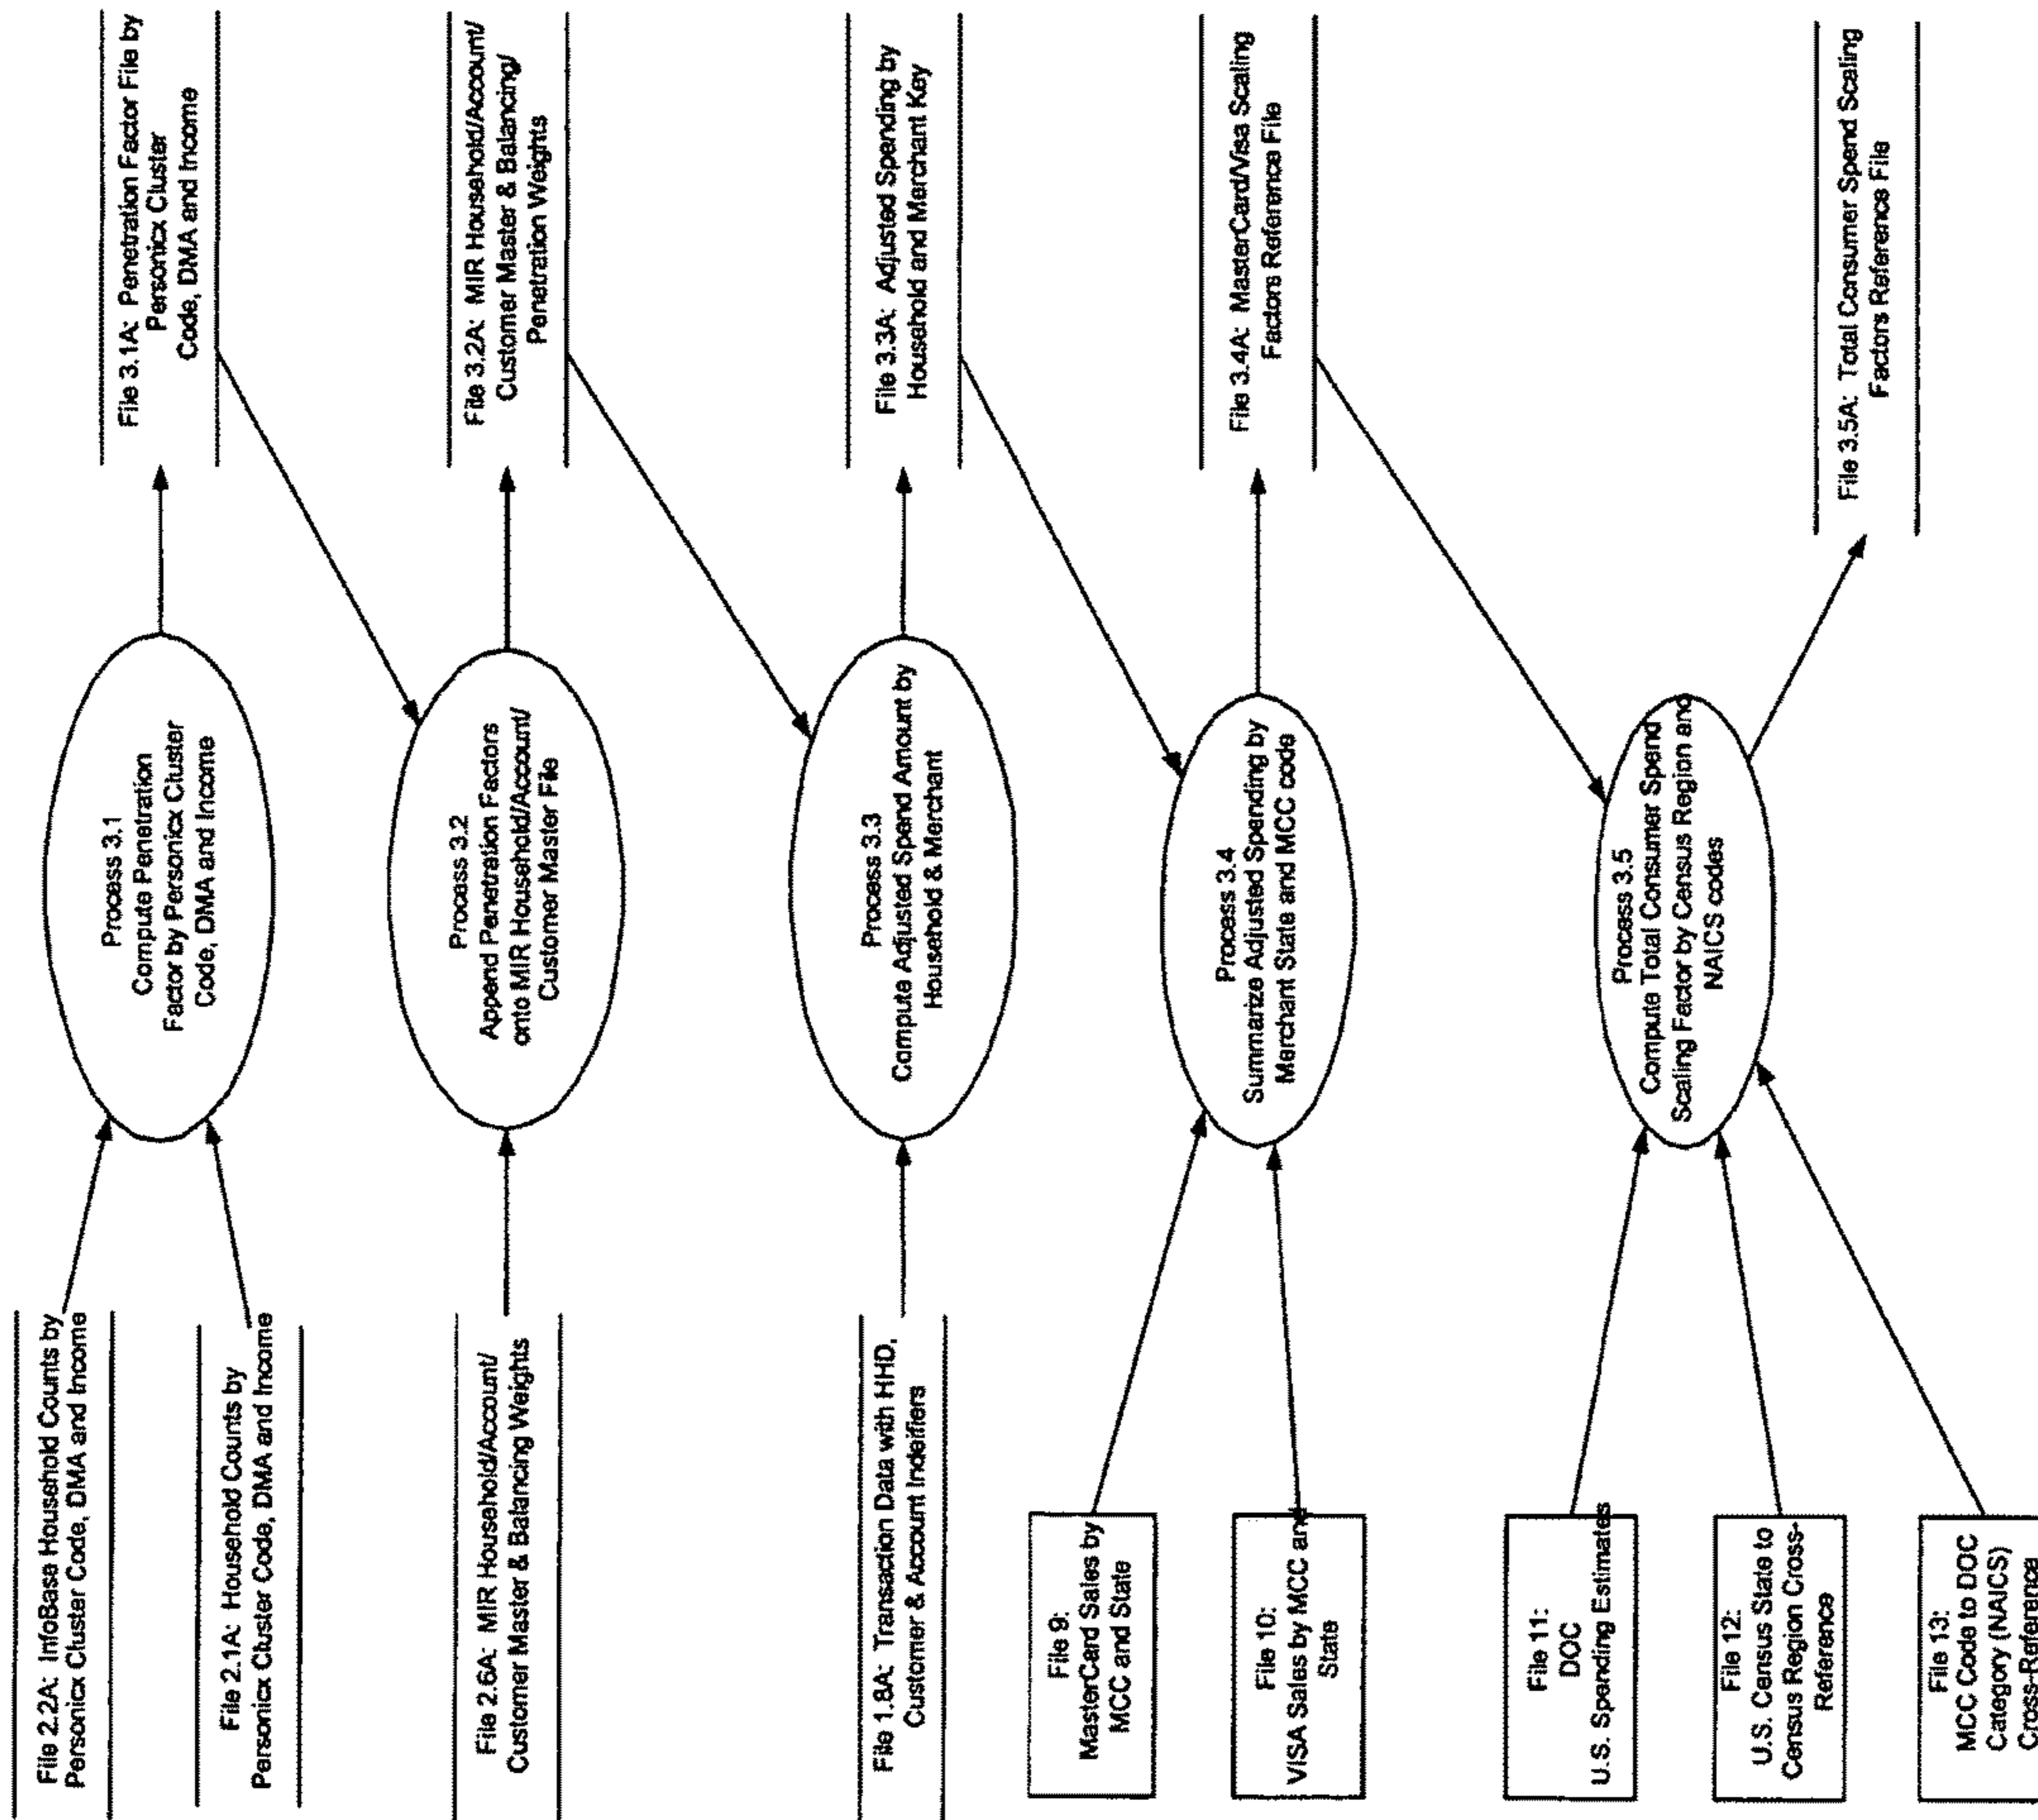 File 2.2A: InfoBase Household Counts by
Personicx Cluster Code, DMA and Income
File 2.1A: Household Counts by
Personicx Cluster Code, DMA and Income
Process 3.1
Compute Penetration
Factor by Personicx Cluster
Code, DMA and Income
File 3.1A: Penetration Factor File by
Personicx Cluster
Code, DMA and Income
File 2.6A: MIR Household/Account/
Customer Master & Balancing Weights
Process 3.2
Append Penetration Factors
onto MIR Household/Account/
Customer Master File
File 3.2A: MIR Household/Account/
Customer Master & Balancing/
Penetration Weights
File 1.8A: Transaction Data with HHD,
Customer & Account Indeifiers
Process 3.3
Compute Adjusted Spend Amount by
Household & Merchant
File 3.3A: Adjusted Spending by
Household and Merchant Key
File 9:
MasterCard Sales by
MCC and State
File 10:
VISA Sales by MCC and
State
Process 3.4
Summarize Adjusted Spending by
Merchant State and MCC code
File 3.4A: MasterCard/Visa Scaling
Factors Reference File
File 11:
DOC
U.S. Spending Estimates
File 12:
U.S. Census State to
Census Region Cross-
Reference
File 13:
MCC Code to DOC
Category (NAICS)
Cross-Reference
Process 3.5
Compute Total Consumer Spend
Scaling Factor by Census Region and
NAICS codes
File 3.5A: Total Consumer Spend Scaling
Factors Reference File